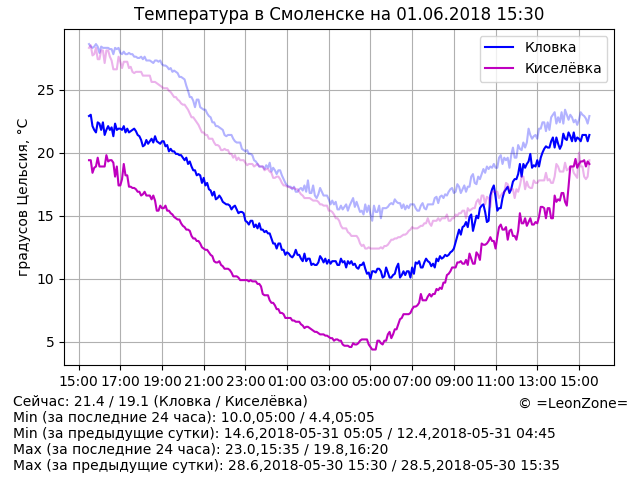 Температура в Смоленске на 01.06.2018 15:30
Кловка
Киселёвка
градусов Цельсия, °C
25
20
15
10
5
15:00 17:00 19:00 21:00 23:00 01:00 03:00 05:00 07:00 09:00 11:00 13:00 15:00
Сейчас: 21.4 / 19.1 (Кловка / Киселёвка)
© =LeonZone=
Min (за последние 24 часа): 10.0,05:00 / 4.4,05:05
Min (за предыдущие сутки): 14.6,2018-05-31 05:05 / 12.4,2018-05-31 04:45
Max (за последние 24 часа): 23.0,15:35 / 19.8,16:20
Max (за предыдущие сутки): 28.6,2018-05-30 15:30 / 28.5,2018-05-30 15:35